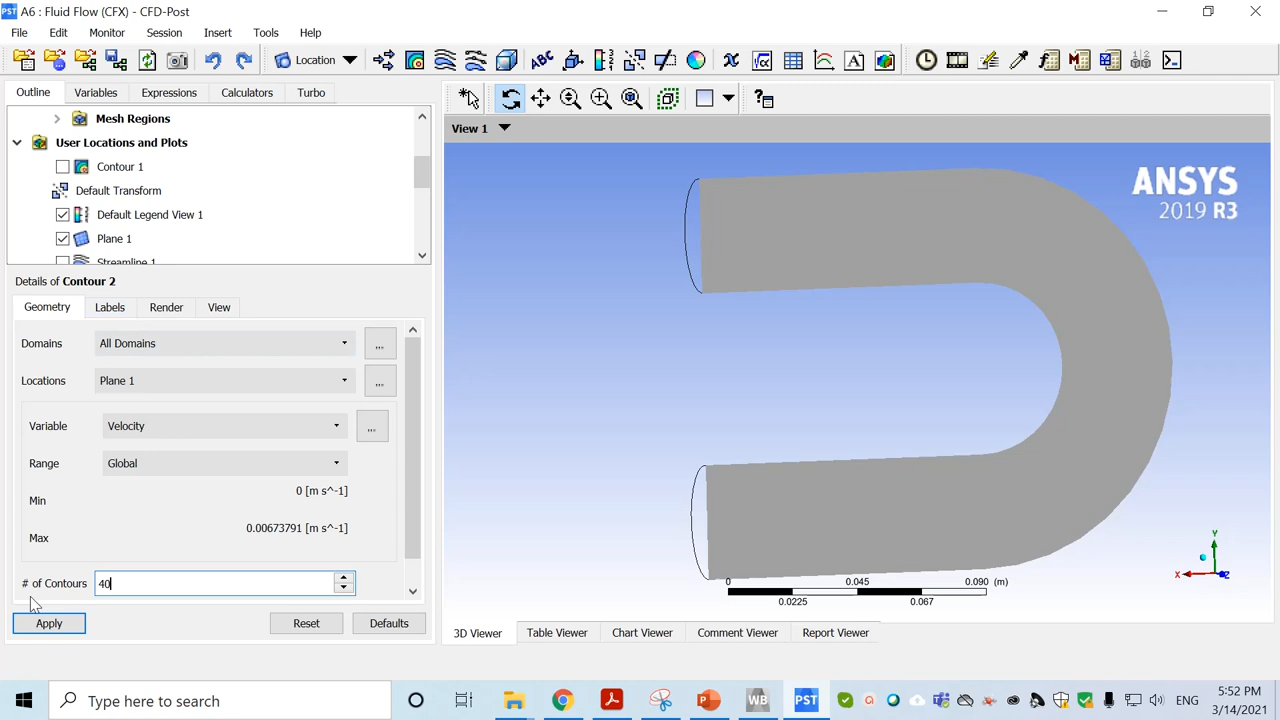 PST A6 : Fluid Flow (CFX) - CFD-Post
File Edit Monitor Session Insert Tools Help
Location
Outline Variables Expressions Calculators Turbo
Mesh Regions
User Locations and Plots
Contour 1
Default Transform
Default Legend View 1
Plane 1
Streamline 1
Details of Contour 2
Geometry Labels Render View
Domains All Domains ...
Locations Plane 1 ...
Variable Velocity ...
Range Global
Min 0 [m s^-1]
Max 0.00673791 [m s^-1]
# of Contours 40
Apply Reset Defaults
View 1
ANSYS
2019 R3
Y
X Z
0 0.045 0.090 (m)
0.0225 0.067
3D Viewer Table Viewer Chart Viewer Comment Viewer Report Viewer
Type here to search
WB PST
ENG
5:52 PM
3/14/2021